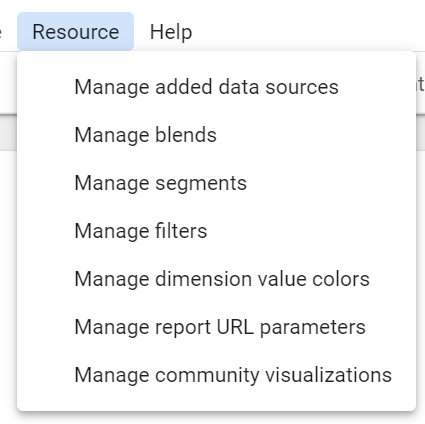 Resource Help
Manage added data sources
Manage blends
Manage segments
Manage filters
Manage dimension value colors
Manage report URL parameters
Manage community visualizations